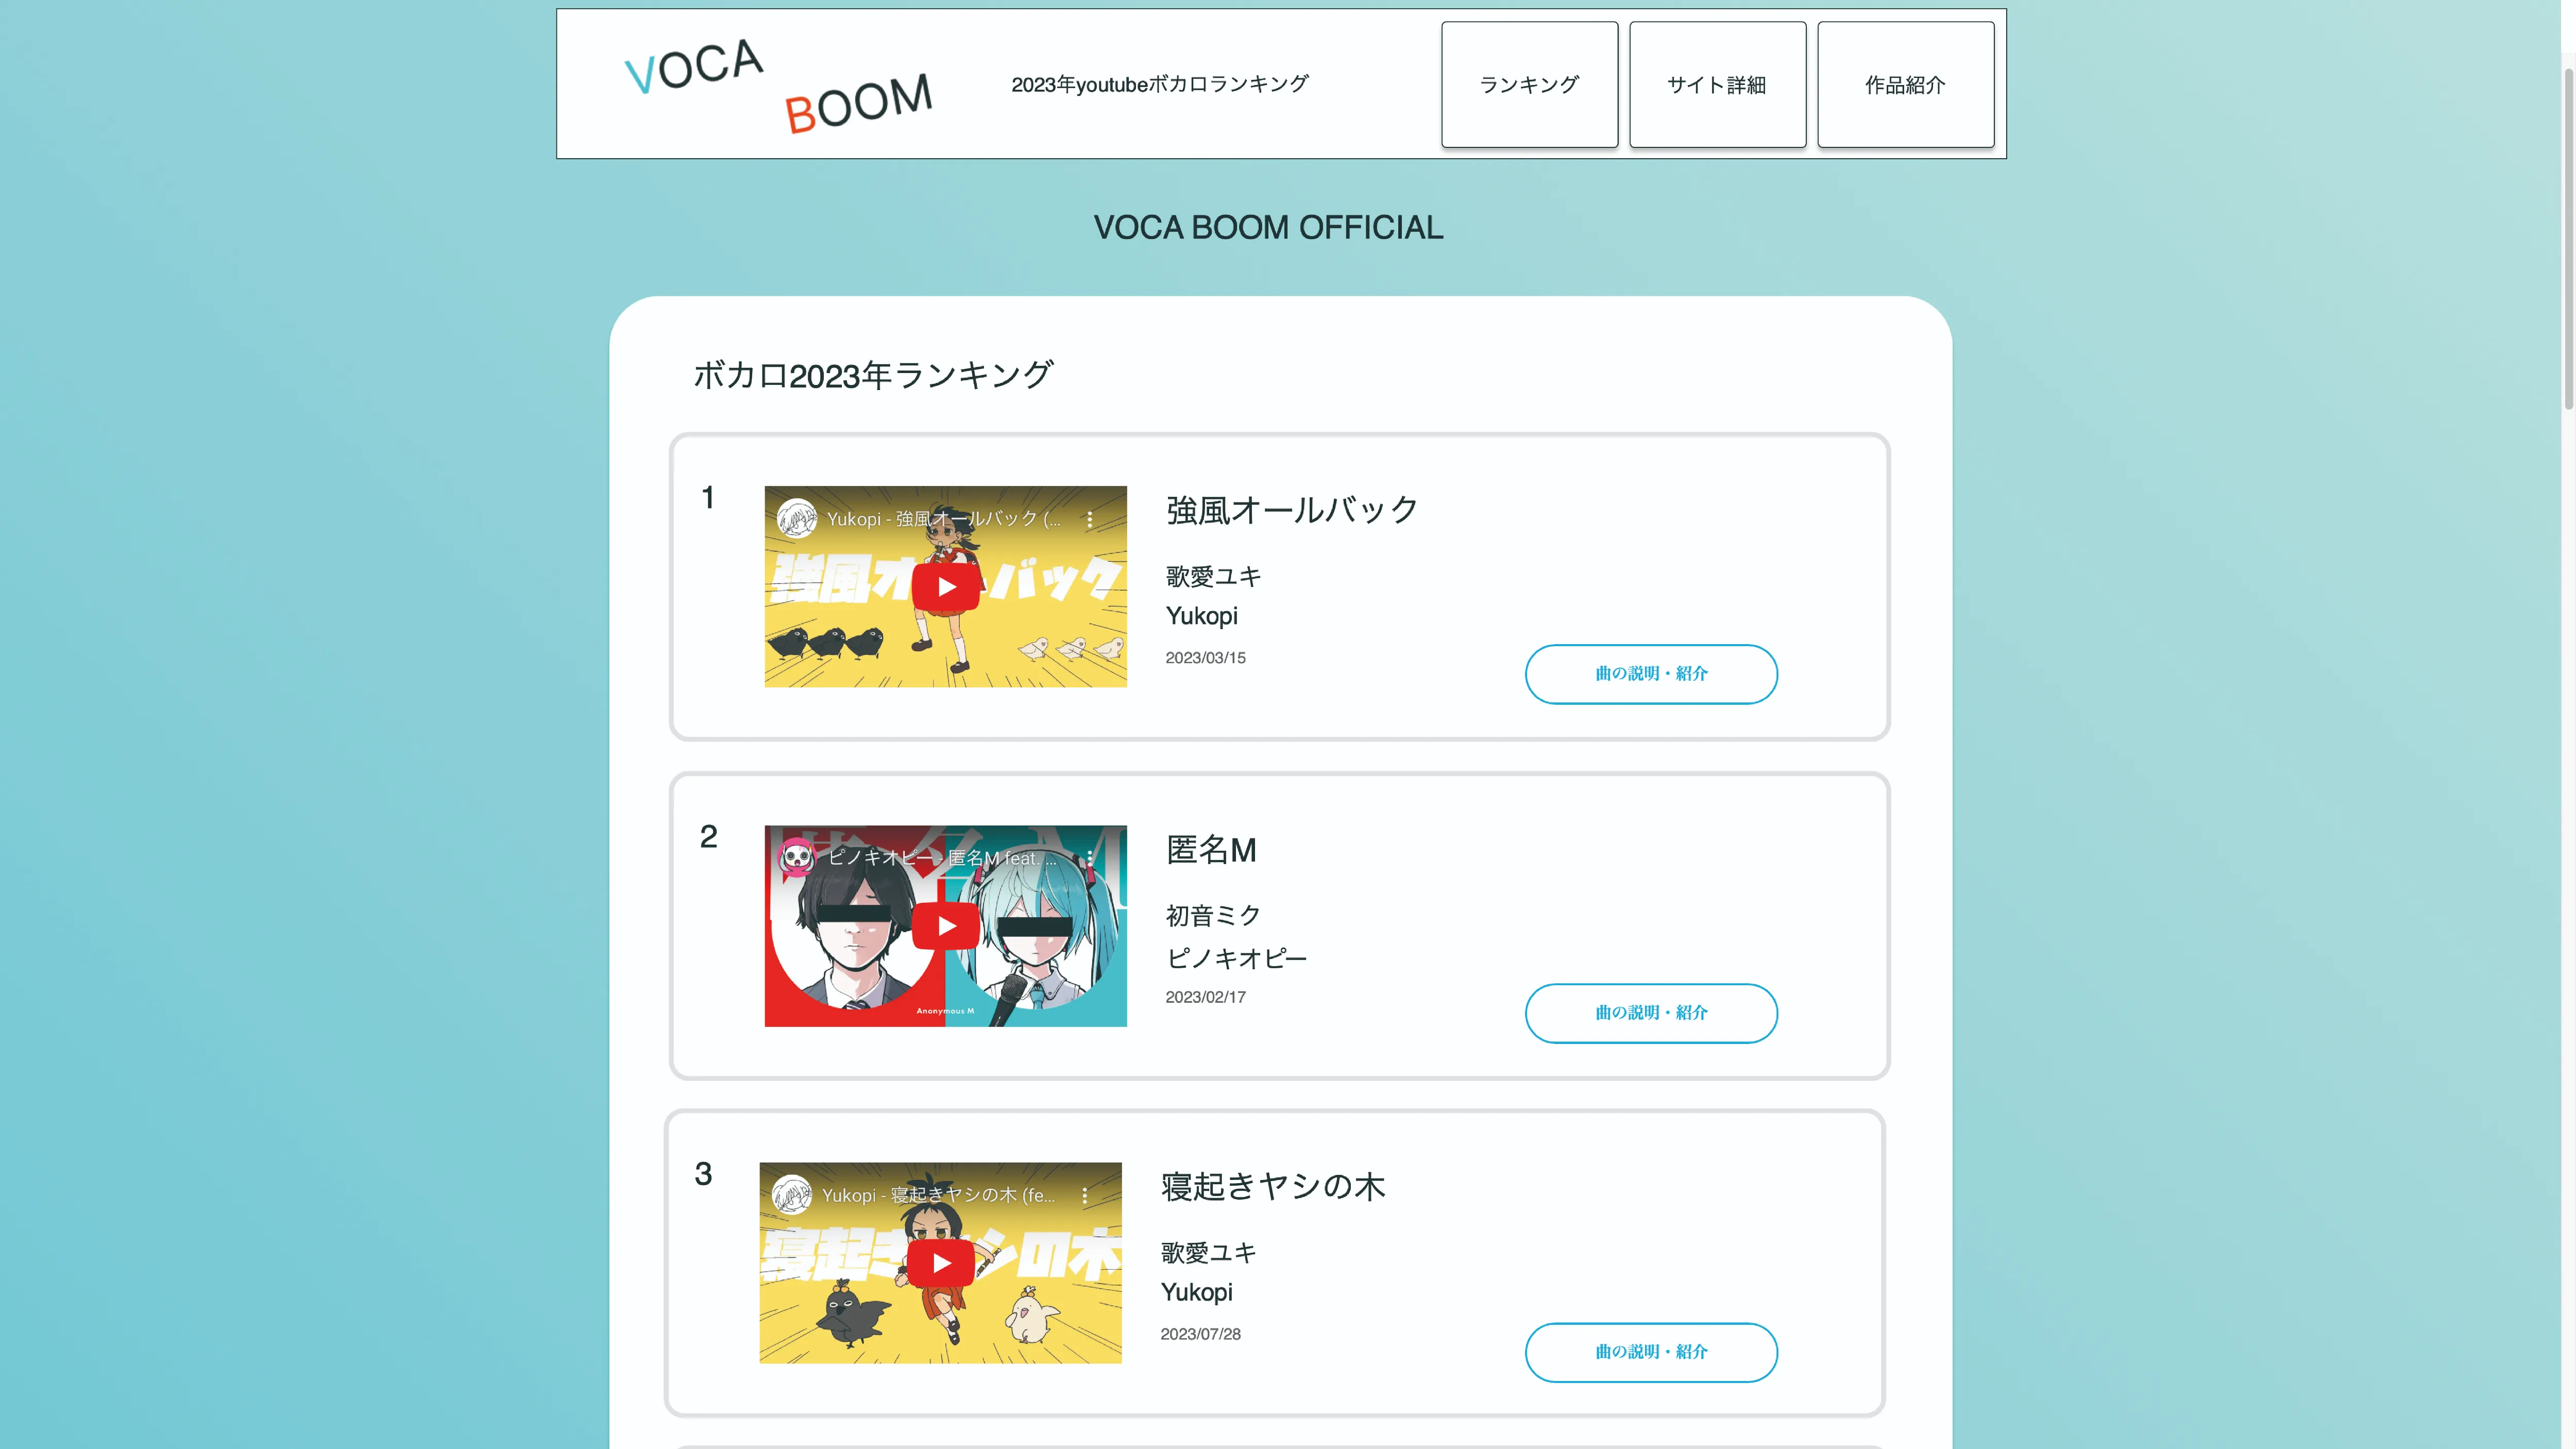 VOCA
BOOM
2023年youtubeボカロランキング
ランキング
サイト詳細
作品紹介
VOCA BOOM OFFICIAL
ボカロ2023年ランキング
1
Yukopi - 強風オールバック (...
強風オールバック
強風オールバック
歌愛ユキ
Yukopi
2023/03/15
曲の説明・紹介
2
ピノキオピー - 匿名M feat. ...
Anonymous M
匿名M
初音ミク
ピノキオピー
2023/02/17
曲の説明・紹介
3
Yukopi - 寝起きヤシの木 (fe...
寝起きヤシの木
寝起きヤシの木
歌愛ユキ
Yukopi
2023/07/28
曲の説明・紹介